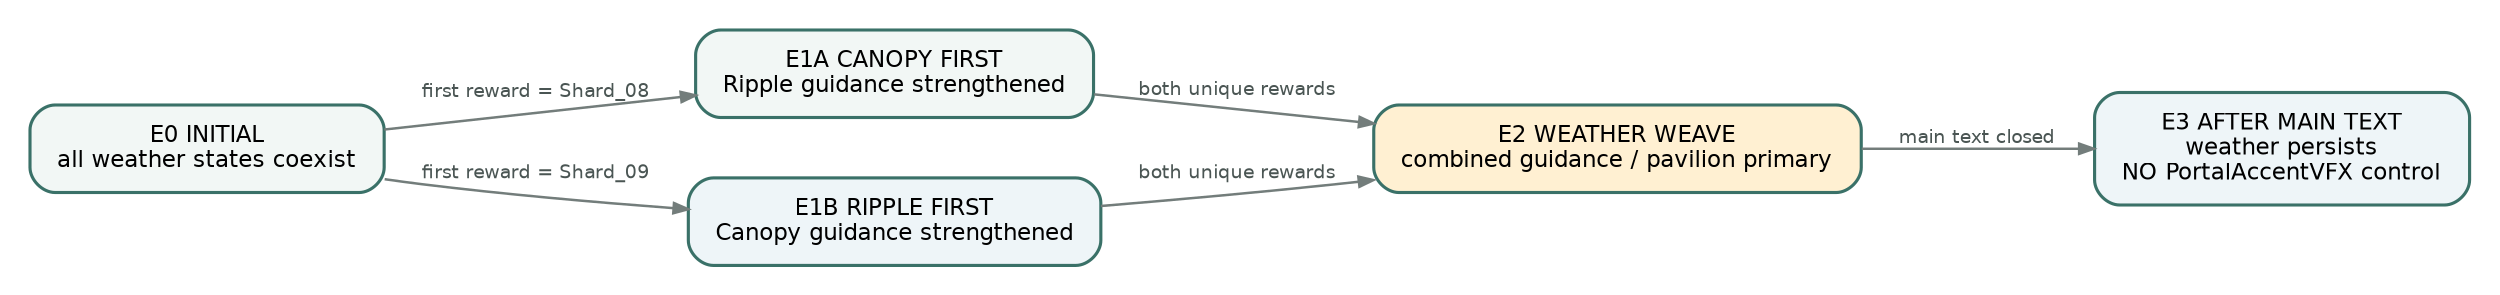 E0 INITIAL
all weather states coexist
first reward = Shard_08
first reward = Shard_09
E1A CANOPY FIRST
Ripple guidance strengthened
E1B RIPPLE FIRST
Canopy guidance strengthened
both unique rewards
both unique rewards
E2 WEATHER WEAVE
combined guidance / pavilion primary
main text closed
E3 AFTER MAIN TEXT
weather persists
NO PortalAccentVFX control